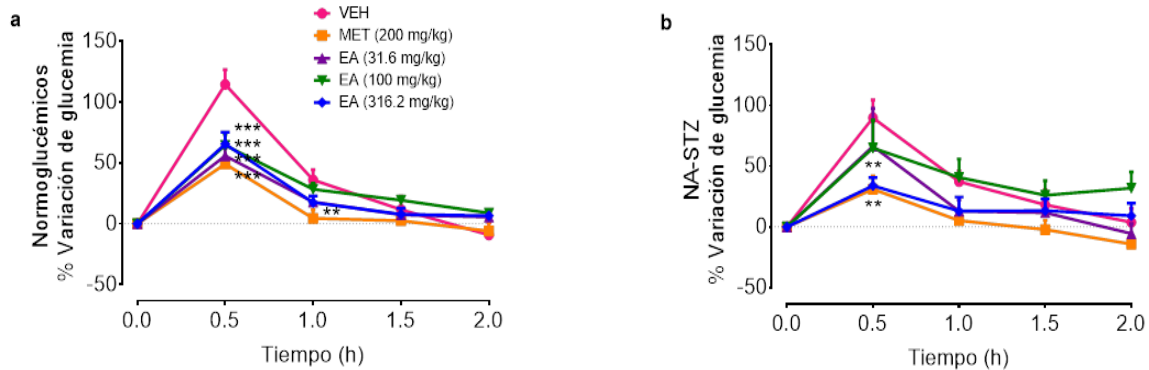 a
VEH
MET (200 mg/kg)
EA (31.6 mg/kg)
EA (100 mg/kg)
EA (316.2 mg/kg)
Normoglucémicos
% Variación de glucemia
150
100
50
0
-50
***
***
***
***
**
0.0 0.5 1.0 1.5 2.0
Tiempo (h)
b
NA-STZ
% Variación de glucemia
150
100
50
0
-50
**
**
0.0 0.5 1.0 1.5 2.0
Tiempo (h)